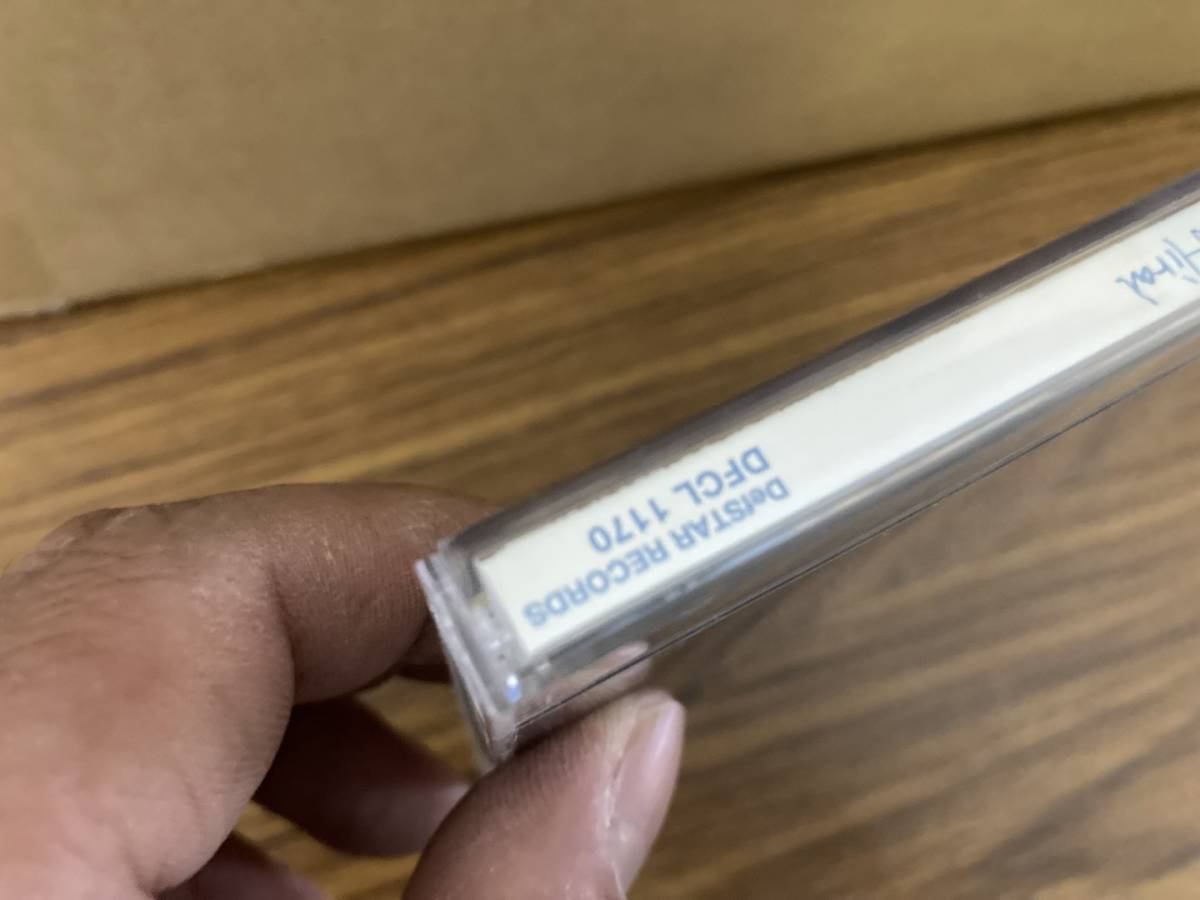 DefSTAR RECORDS
DFCL 1170